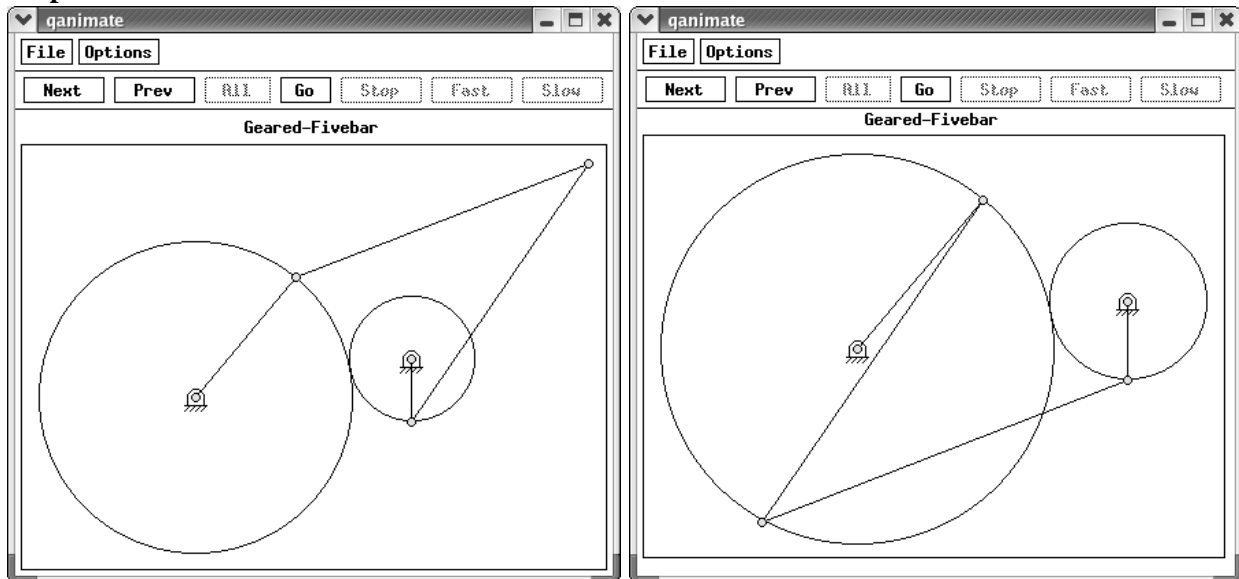 qanimate
File Options
Next Prev All Go Stop Fast Slow
Geared-Fivebar
qanimate
File Options
Next Prev All Go Stop Fast Slow
Geared-Fivebar